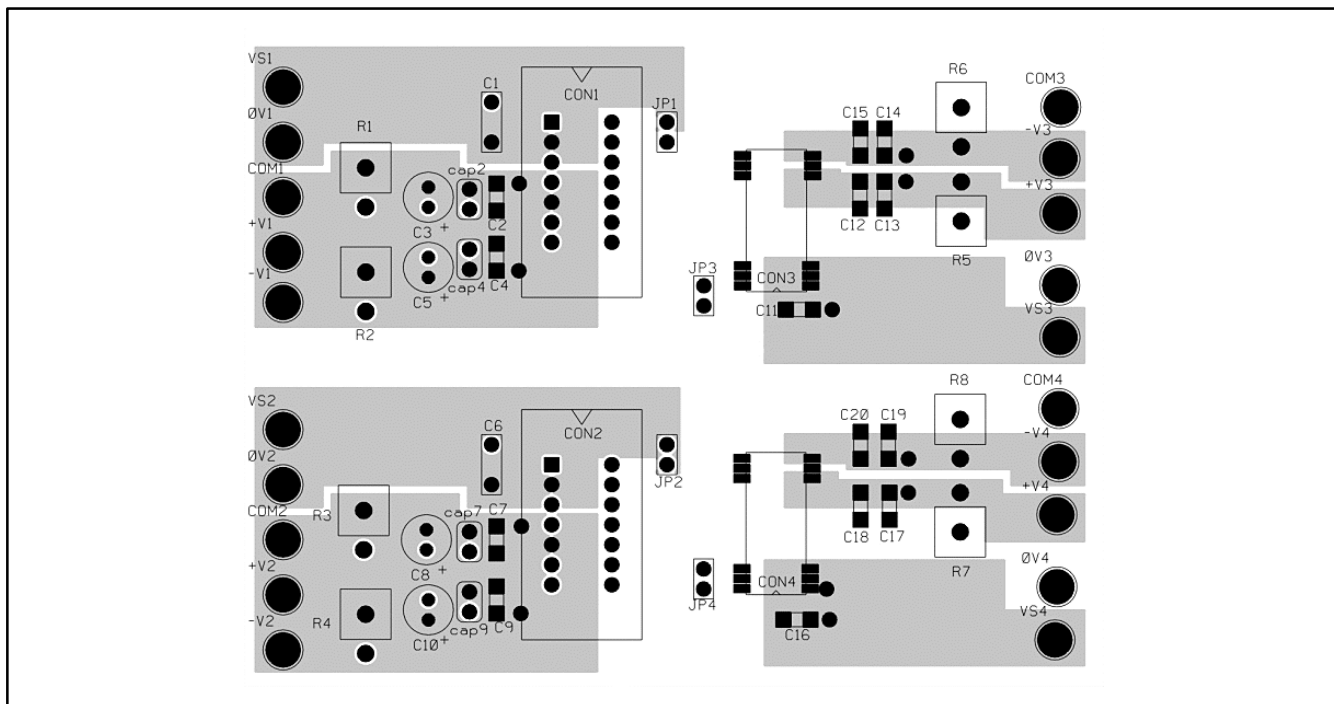 VS1
ØV1
COM1
+V1
-V1
R1
R2
C1
CON1
JP1
cap2
C2
C3
+
cap4
C4
C5
+
R6
COM3
C15
C14
-V3
+V3
C12
C13
R5
ØV3
JP3
CON3
C11
VS3
VS2
ØV2
COM2
+V2
-V2
R3
R4
C6
CON2
JP2
cap7
C7
C8
+
cap9
C9
C10
+
R8
COM4
C20
C19
-V4
+V4
C18
C17
R7
ØV4
JP4
CON4
C16
VS4